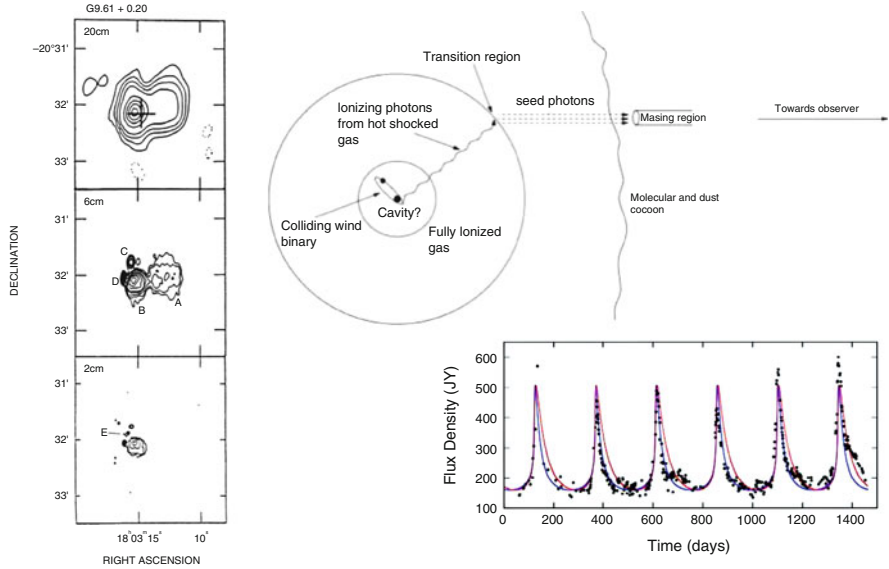 G9.61 + 0.20
20cm
–20°31'
32'
33'
6cm
31'
C
D
32'
B
A
33'
2cm
31'
E
32'
33'
18ʰ03ᵐ15ˢ
10ˢ
DECLINATION
RIGHT ASCENSION
Transition region
Ionizing photons
from hot shocked
gas
seed photons
Masing region
Towards observer
Cavity?
Colliding wind
binary
Fully Ionized
gas
Molecular and dust
cocoon
Flux Density (JY)
600
500
400
300
200
100
0
200
400
600
800
1000
1200
1400
Time (days)